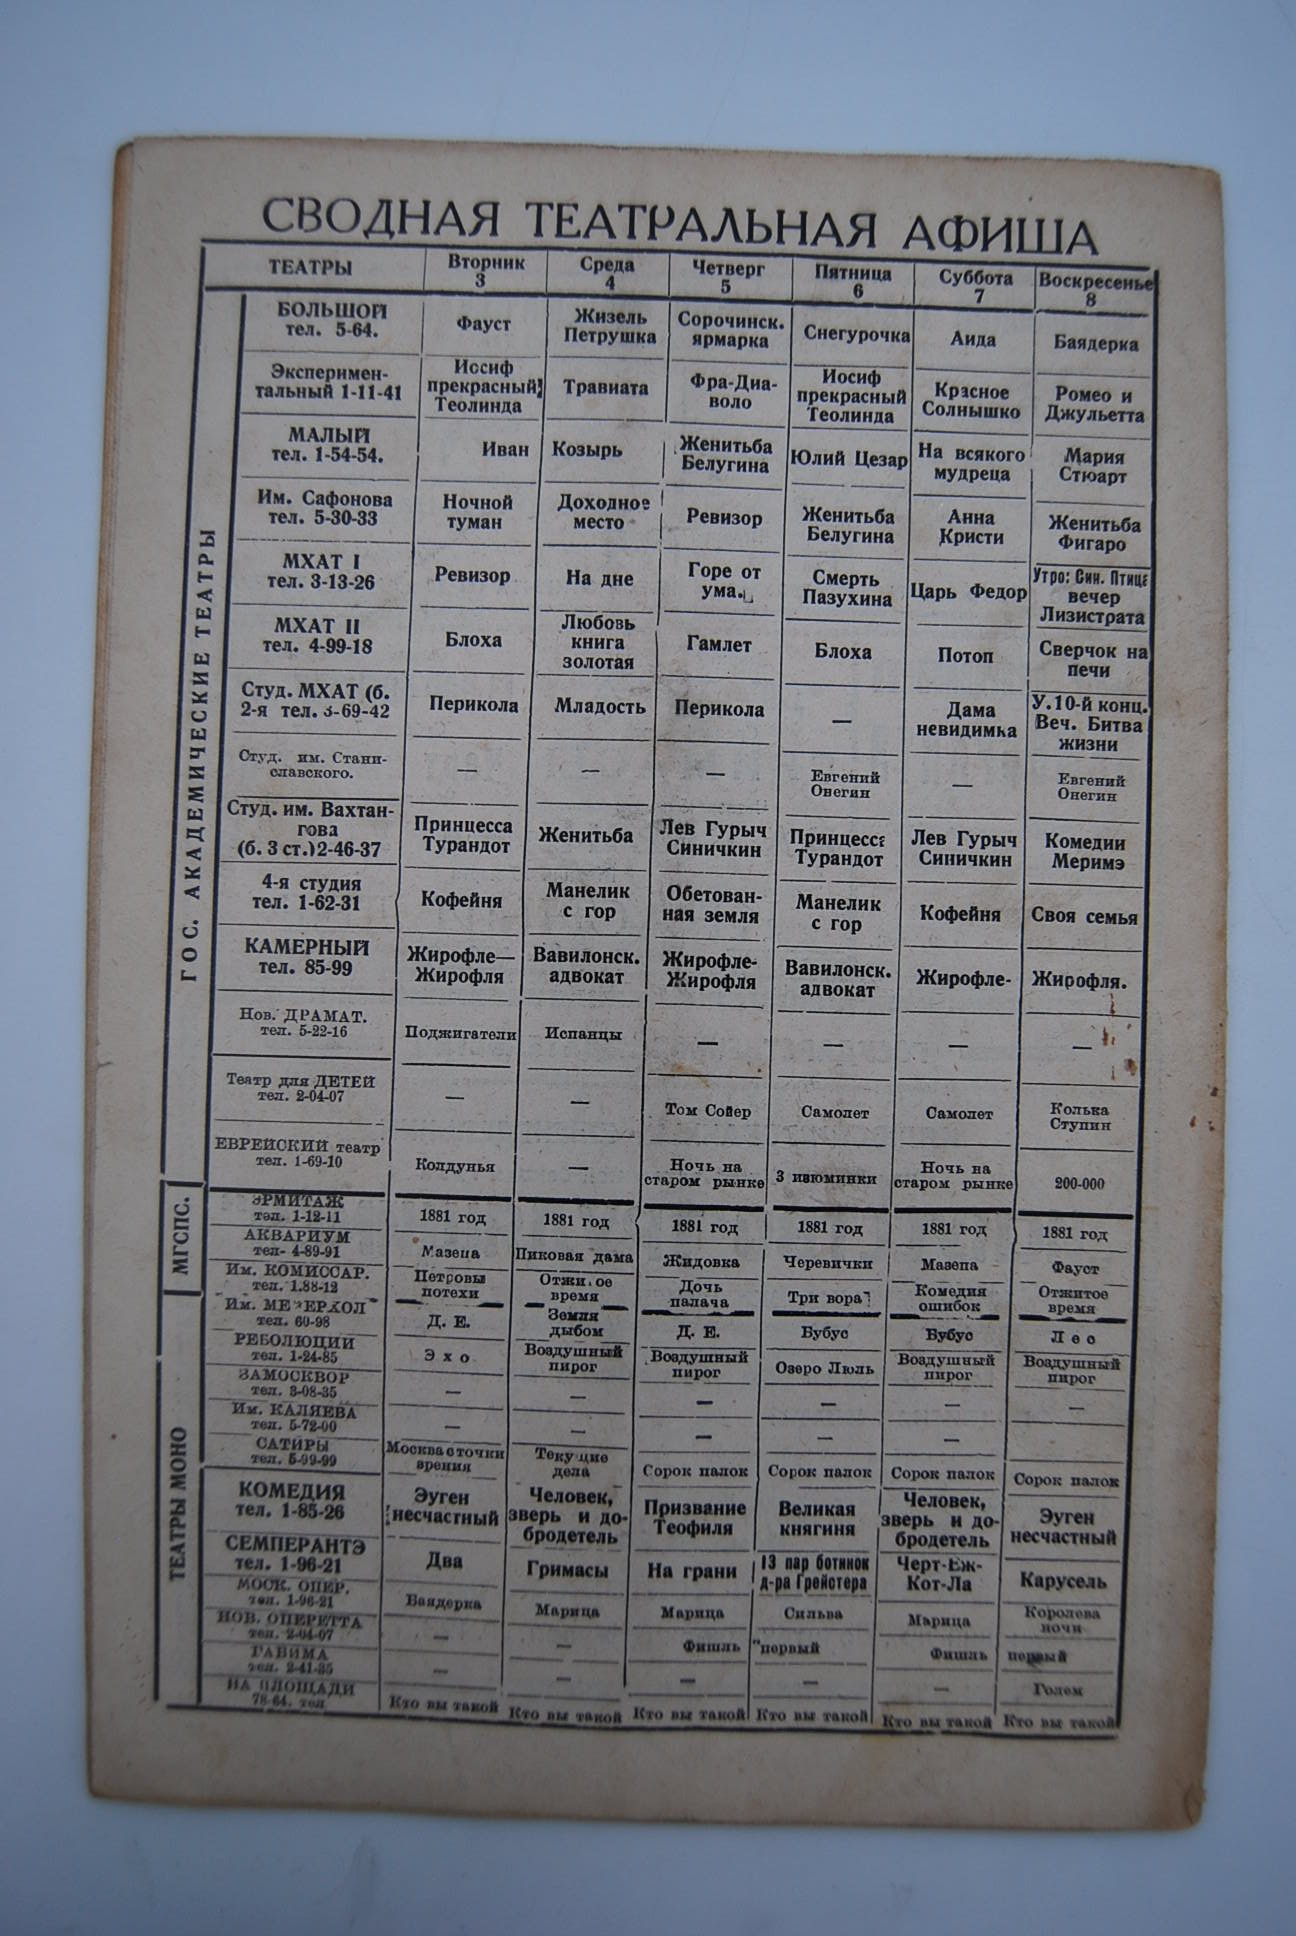 СВОДНАЯ ТЕАТРАЛЬНАЯ АФИША
ТЕАТРЫ Вторник 3 Среда 4 Четверг 5 Пятница 6 Суббота 7 Воскресенье 8
ГОС. АКАДЕМИЧЕСКИЕ ТЕАТРЫ
БОЛЬШОЙ тел. 5-64. Фауст Жизель Петрушка Сорочинск. ярмарка Снегурочка Аида Баядерка
Эксперимен-тальный 1-11-41 Иосиф прекрасный Теолинда Травиата Фра-Диа-воло Иосиф прекрасный Теолинда Красное Солнышко Ромео и Джульетта
МАЛЫЙ тел. 1-54-54. Иван Козырь Женитьба Белугина Юлий Цезар На всякого мудреца Мария Стюарт
Им. Сафонова тел. 5-30-33 Ночной туман Доходное место Ревизор Женитьба Белугина Анна Кристи Женитьба Фигаро
МХАТ I тел. 3-13-26 Ревизор На дне Горе от ума. Смерть Пазухина Царь Федор Утро: Син. Птица вечер Лизистрата
МХАТ II тел. 4-99-18 Блоха Любовь книга золотая Гамлет Блоха Потоп Сверчок на печи
Студ. МХАТ (б. 2-я тел. 3-69-42 Перикола Младость Перикола — Дама невидимка У.10-й конц. Веч. Битва жизни
Студ. им. Стани-славского. — — — Евгений Онегин — Евгений Онегин
Студ. им. Вахтан-гова (б. 3 ст.) 2-46-37 Принцесса Турандот Женитьба Лев Гурыч Синичкин Принцесса Турандот Лев Гурыч Синичкин Комедии Меримэ
4-я студия тел. 1-62-31 Кофейня Манелик с гор Обетован-ная земля Манелик с гор Кофейня Своя семья
КАМЕРНЫЙ тел. 85-99 Жирофле—Жирофля Вавилонск. адвокат Жирофле-Жирофля Вавилонск. адвокат Жирофле- Жирофля.
Нов. ДРАМАТ. тел. 5-22-16 Поджигатели Испанцы — — — —
Театр для ДЕТЕЙ тел. 2-04-07 — — Том Сойер Самолет Самолет Колька Ступин
ЕВРЕЙСКИЙ театр тел. 1-69-10 Колдунья — Ночь на старом рынке 3 изюминки Ночь на старом рынке 200-000
МГСПС.
ЭРМИТАЖ тел. 1-12-11 1881 год 1881 год 1881 год 1881 год 1881 год 1881 год
АКВАРИУМ тел- 4-89-91 Мазепа Пиковая дама Жидовка Черевички Мазепа Фауст
Им. КОМИССАР. тел. 1.88-12 Петровы потехи Отжитое время Дочь палача Три вора Комедия ошибок Отжитое время
ТЕАТРЫ МОНО
Им. МЕЙЕРХОЛ тел. 60-98 Д. Е. Земля дыбом Д. Е. Бубус Бубус Лес
РЕВОЛЮЦИИ тел. 1-24-85 Эхо Воздушный пирог Воздушный пирог Озеро Люль Воздушный пирог Воздушный пирог
ЗАМОСКВОР тел. 3-08-35 — — — — — —
Им. КАЛЯЕВА тел. 5-72-00 — — — — —
САТИРЫ тел. 5-99-99 Москва с точки зрения Текущие дела Сорок палок Сорок палок Сорок палок Сорок палок
КОМЕДИЯ тел. 1-85-26 Эуген несчастный Человек, зверь и до-бродетель Призвание Теофиля Великая княгиня Человек, зверь и до-бродетель Эуген несчастный
СЕМПЕРАНТЭ тел. 1-96-21 Два Гримасы На грани 13 пар ботинок д-ра Грейстера Черт-Еж-Кот-Ла Карусель
МОСК. ОПЕР. тел. 1-96-21 Баядерка Марица Марица Сильва Марица Королева ночи
НОВ. ОПЕРЕТТА тел. 2-04-07 — — Фишль первый Фишль первый
ГАБИМА тел. 2-41-35 — — — — — Голем
НА ПЛОЩАДИ 78-64. тел Кто вы такой Кто вы такой Кто вы такой Кто вы такой Кто вы такой Кто вы такой